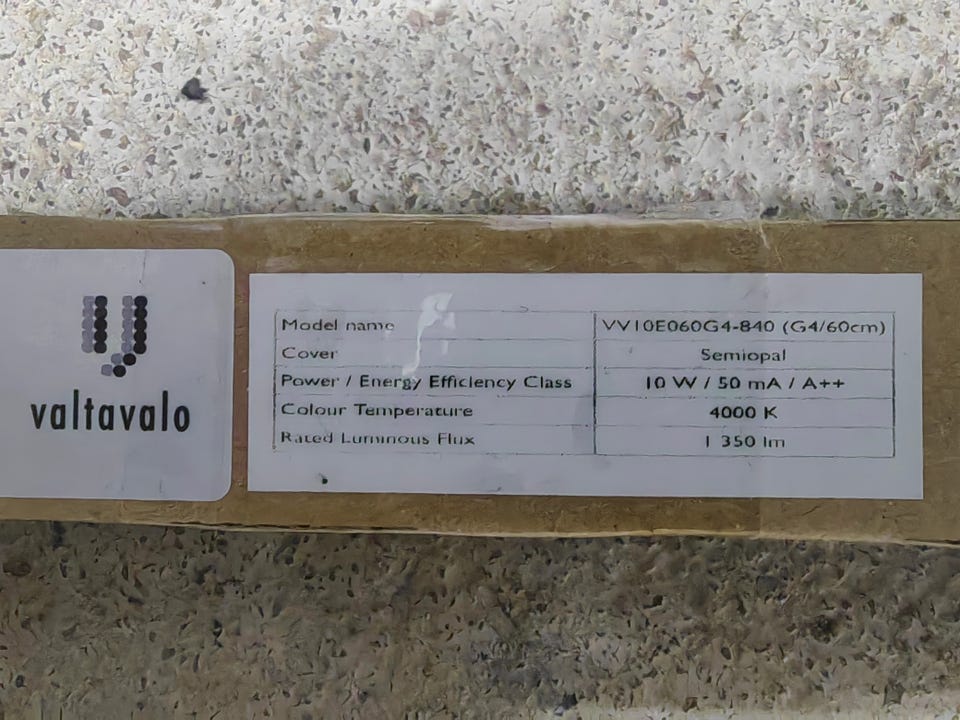 valtavalo
Model name VV10E060G4-840 (G4/60cm)
Cover Semiopal
Power / Energy Efficiency Class 10 W / 50 mA / A++
Colour Temperature 4000 K
Rated Luminous Flux 1 350 lm